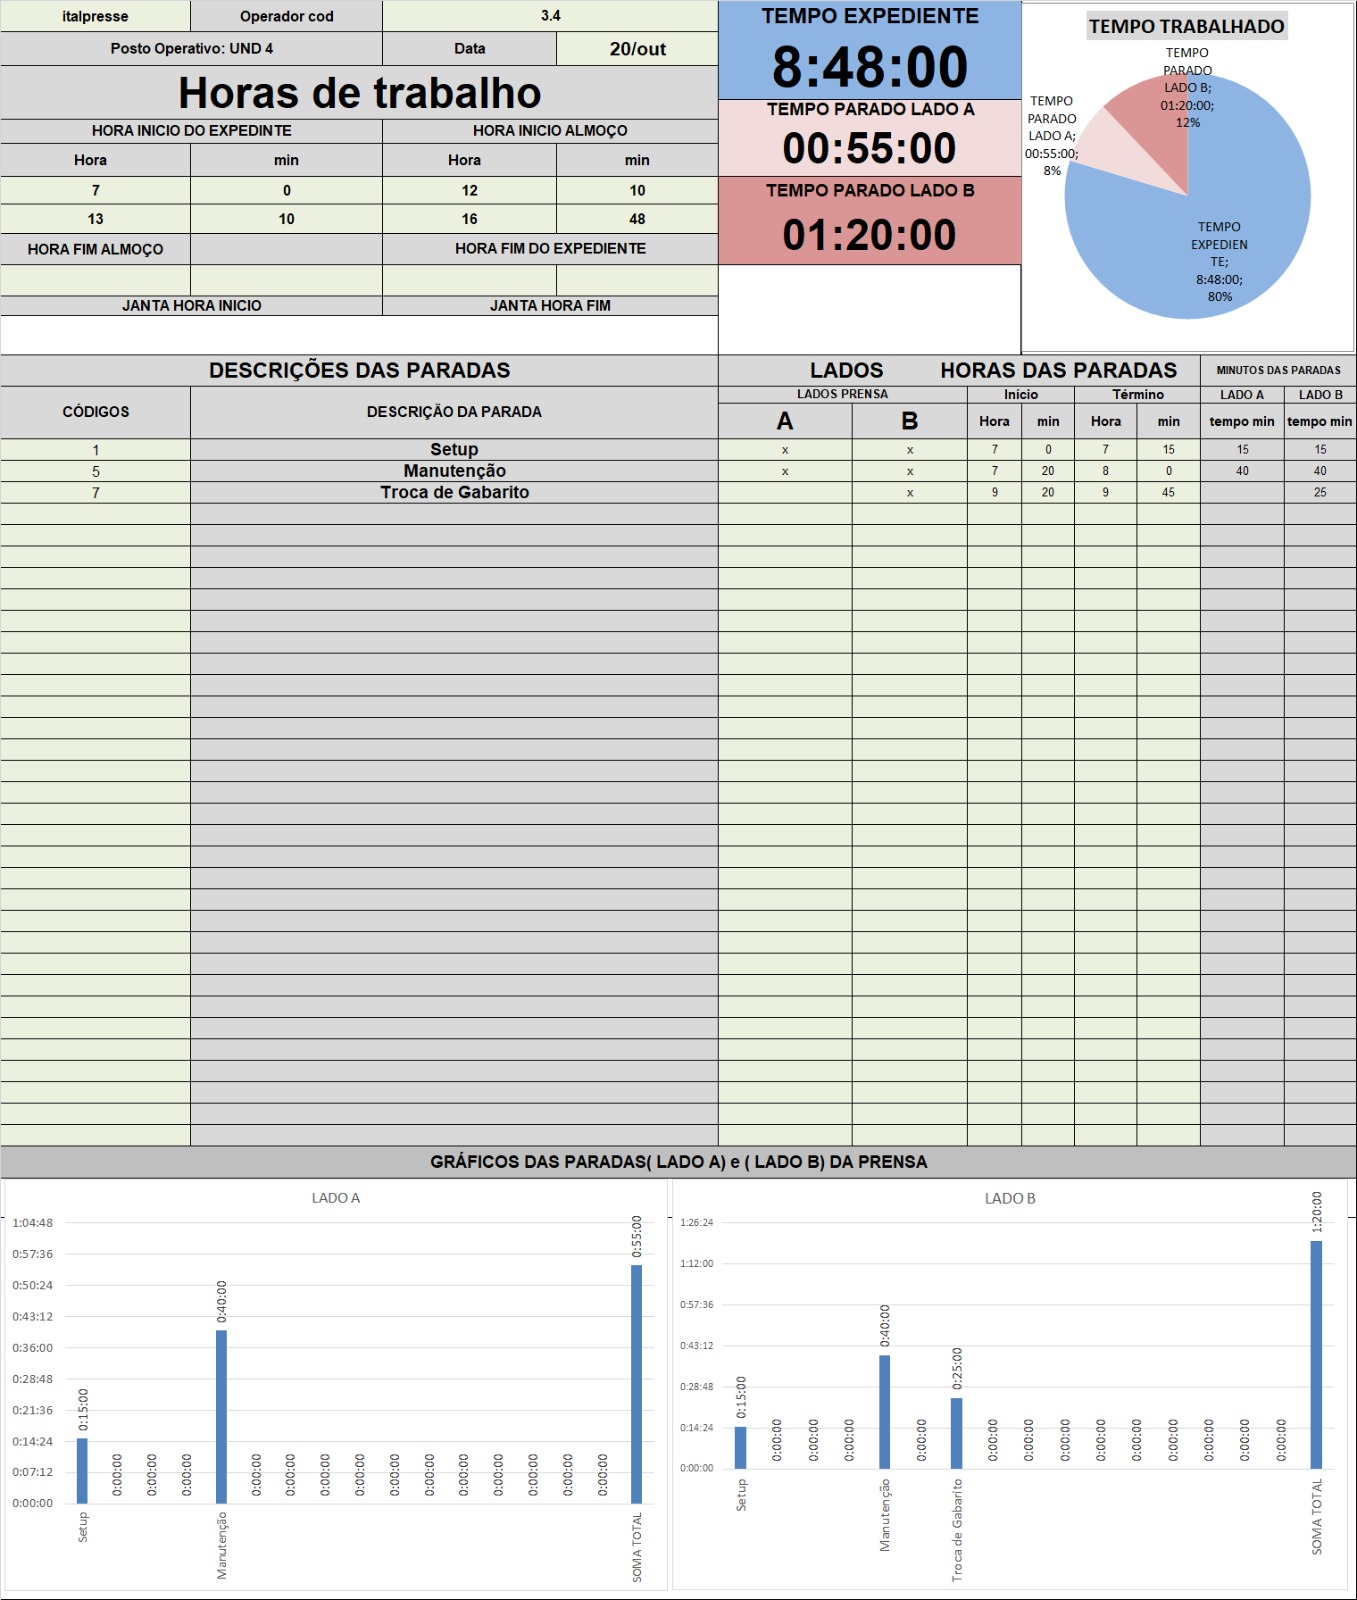 italpresse Operador cod 3.4
Posto Operativo: UND 4 Data 20/out
Horas de trabalho
HORA INICIO DO EXPEDINTE HORA INICIO ALMOÇO
Hora min Hora min
7 0 12 10
13 10 16 48
HORA FIM ALMOÇO HORA FIM DO EXPEDIENTE
JANTA HORA INICIO JANTA HORA FIM
TEMPO EXPEDIENTE
8:48:00
TEMPO PARADO LADO A
00:55:00
TEMPO PARADO LADO B
01:20:00
TEMPO TRABALHADO
TEMPO
PARADO
LADO B;
01:20:00;
12%
TEMPO
PARADO
LADO A;
00:55:00;
8%
TEMPO
EXPEDIEN
TE;
8:48:00;
80%
DESCRIÇÕES DAS PARADAS LADOS HORAS DAS PARADAS MINUTOS DAS PARADAS
CÓDIGOS DESCRIÇÃO DA PARADA LADOS PRENSA Início Término LADO A LADO B
A B Hora min Hora min tempo min tempo min
1 Setup x x 7 0 7 15 15 15
5 Manutenção x x 7 20 8 0 40 40
7 Troca de Gabarito x 9 20 9 45 25
GRÁFICOS DAS PARADAS( LADO A) e ( LADO B) DA PRENSA
LADO A
1:04:48
0:57:36
0:50:24
0:43:12
0:36:00
0:28:48
0:21:36
0:14:24
0:07:12
0:00:00
0:15:00
0:00:00
0:00:00
0:00:00
0:40:00
0:00:00
0:00:00
0:00:00
0:00:00
0:00:00
0:00:00
0:00:00
0:00:00
0:00:00
0:00:00
0:00:00
0:55:00
Setup
Manutenção
SOMA TOTAL
LADO B
1:26:24
1:12:00
0:57:36
0:43:12
0:28:48
0:14:24
0:00:00
0:15:00
0:00:00
0:00:00
0:00:00
0:40:00
0:00:00
0:25:00
0:00:00
0:00:00
0:00:00
0:00:00
0:00:00
0:00:00
0:00:00
0:00:00
0:00:00
1:20:00
Setup
Manutenção
Troca de Gabarito
SOMA TOTAL